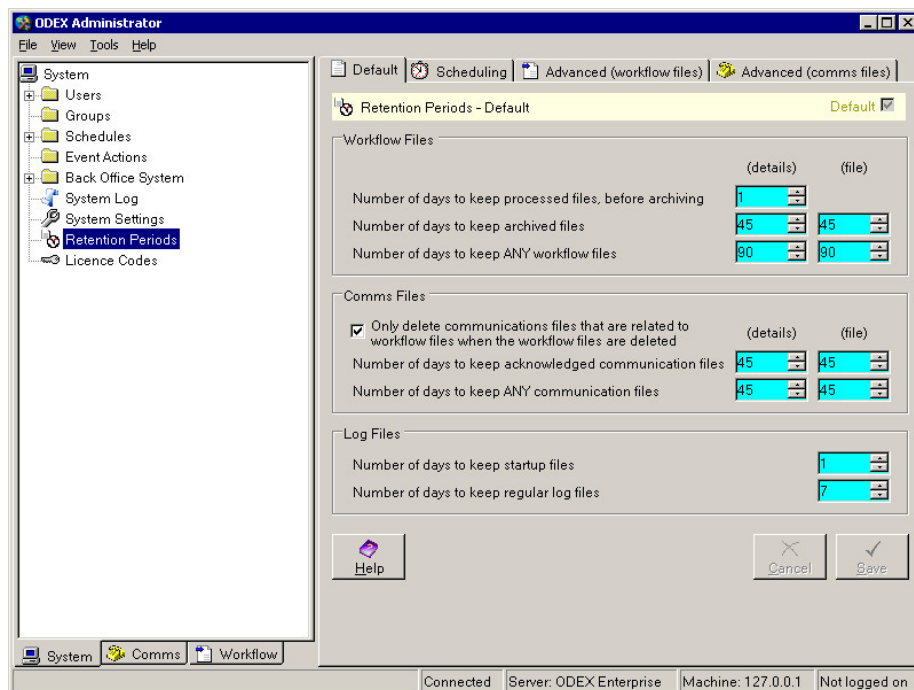 ODEX Administrator
File View Tools Help
System
Users
Groups
Schedules
Event Actions
Back Office System
System Log
System Settings
Retention Periods
Licence Codes
System Comms Workflow
Default Scheduling Advanced (workflow files) Advanced (comms files)
Retention Periods - Default Default
Workflow Files
(details) (file)
Number of days to keep processed files, before archiving 1
Number of days to keep archived files 45 45
Number of days to keep ANY workflow files 90 90
Comms Files
Only delete communications files that are related to
workflow files when the workflow files are deleted
(details) (file)
Number of days to keep acknowledged communication files 45 45
Number of days to keep ANY communication files 45 45
Log Files
Number of days to keep startup files 1
Number of days to keep regular log files 7
Help Cancel Save
Connected Server: ODEX Enterprise Machine: 127.0.0.1 Not logged on